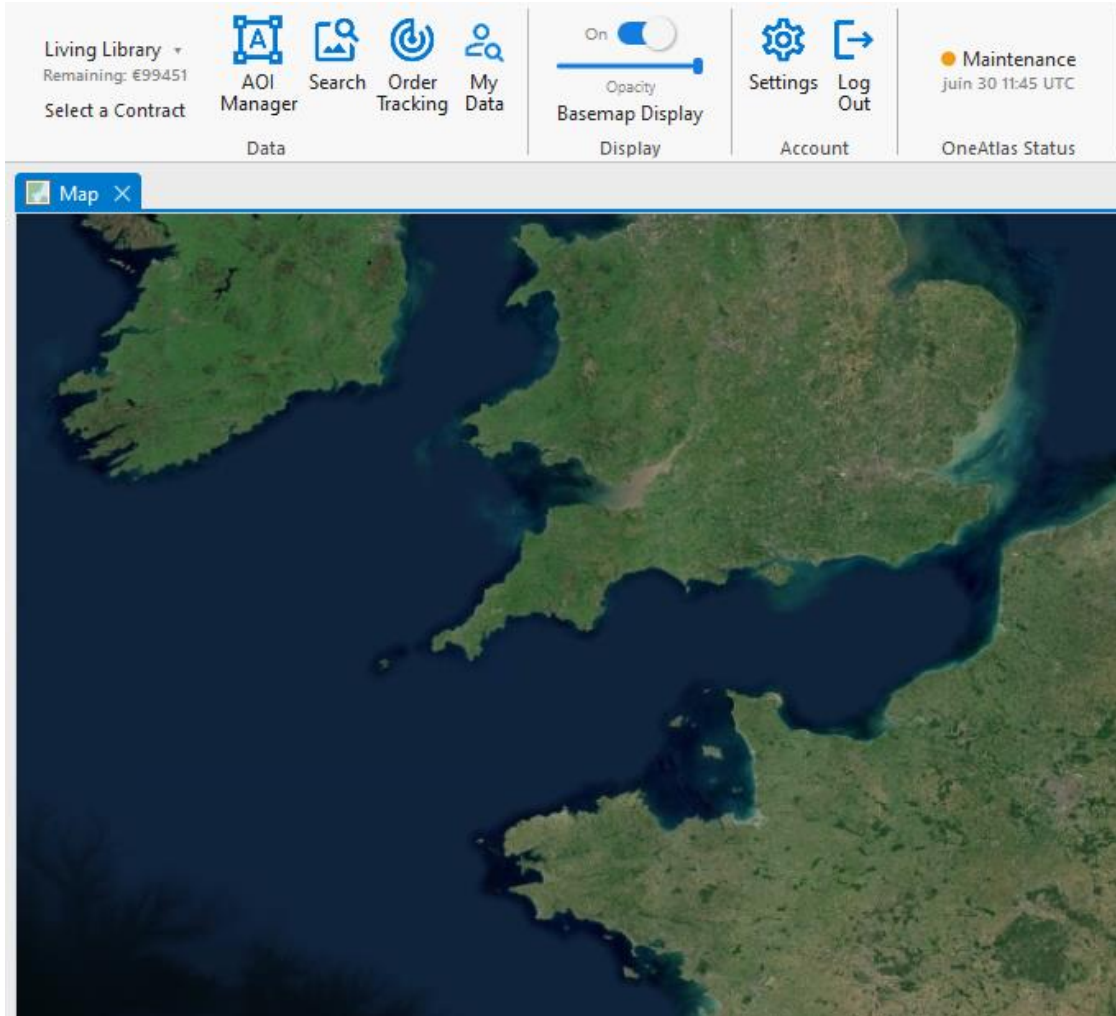 Living Library
Remaining: €99451
Select a Contract
AOI
Manager
Search
Order
Tracking
My
Data
Data
On
Opacity
Basemap Display
Display
Settings
Log
Out
Account
Maintenance
juin 30 11:45 UTC
OneAtlas Status
Map